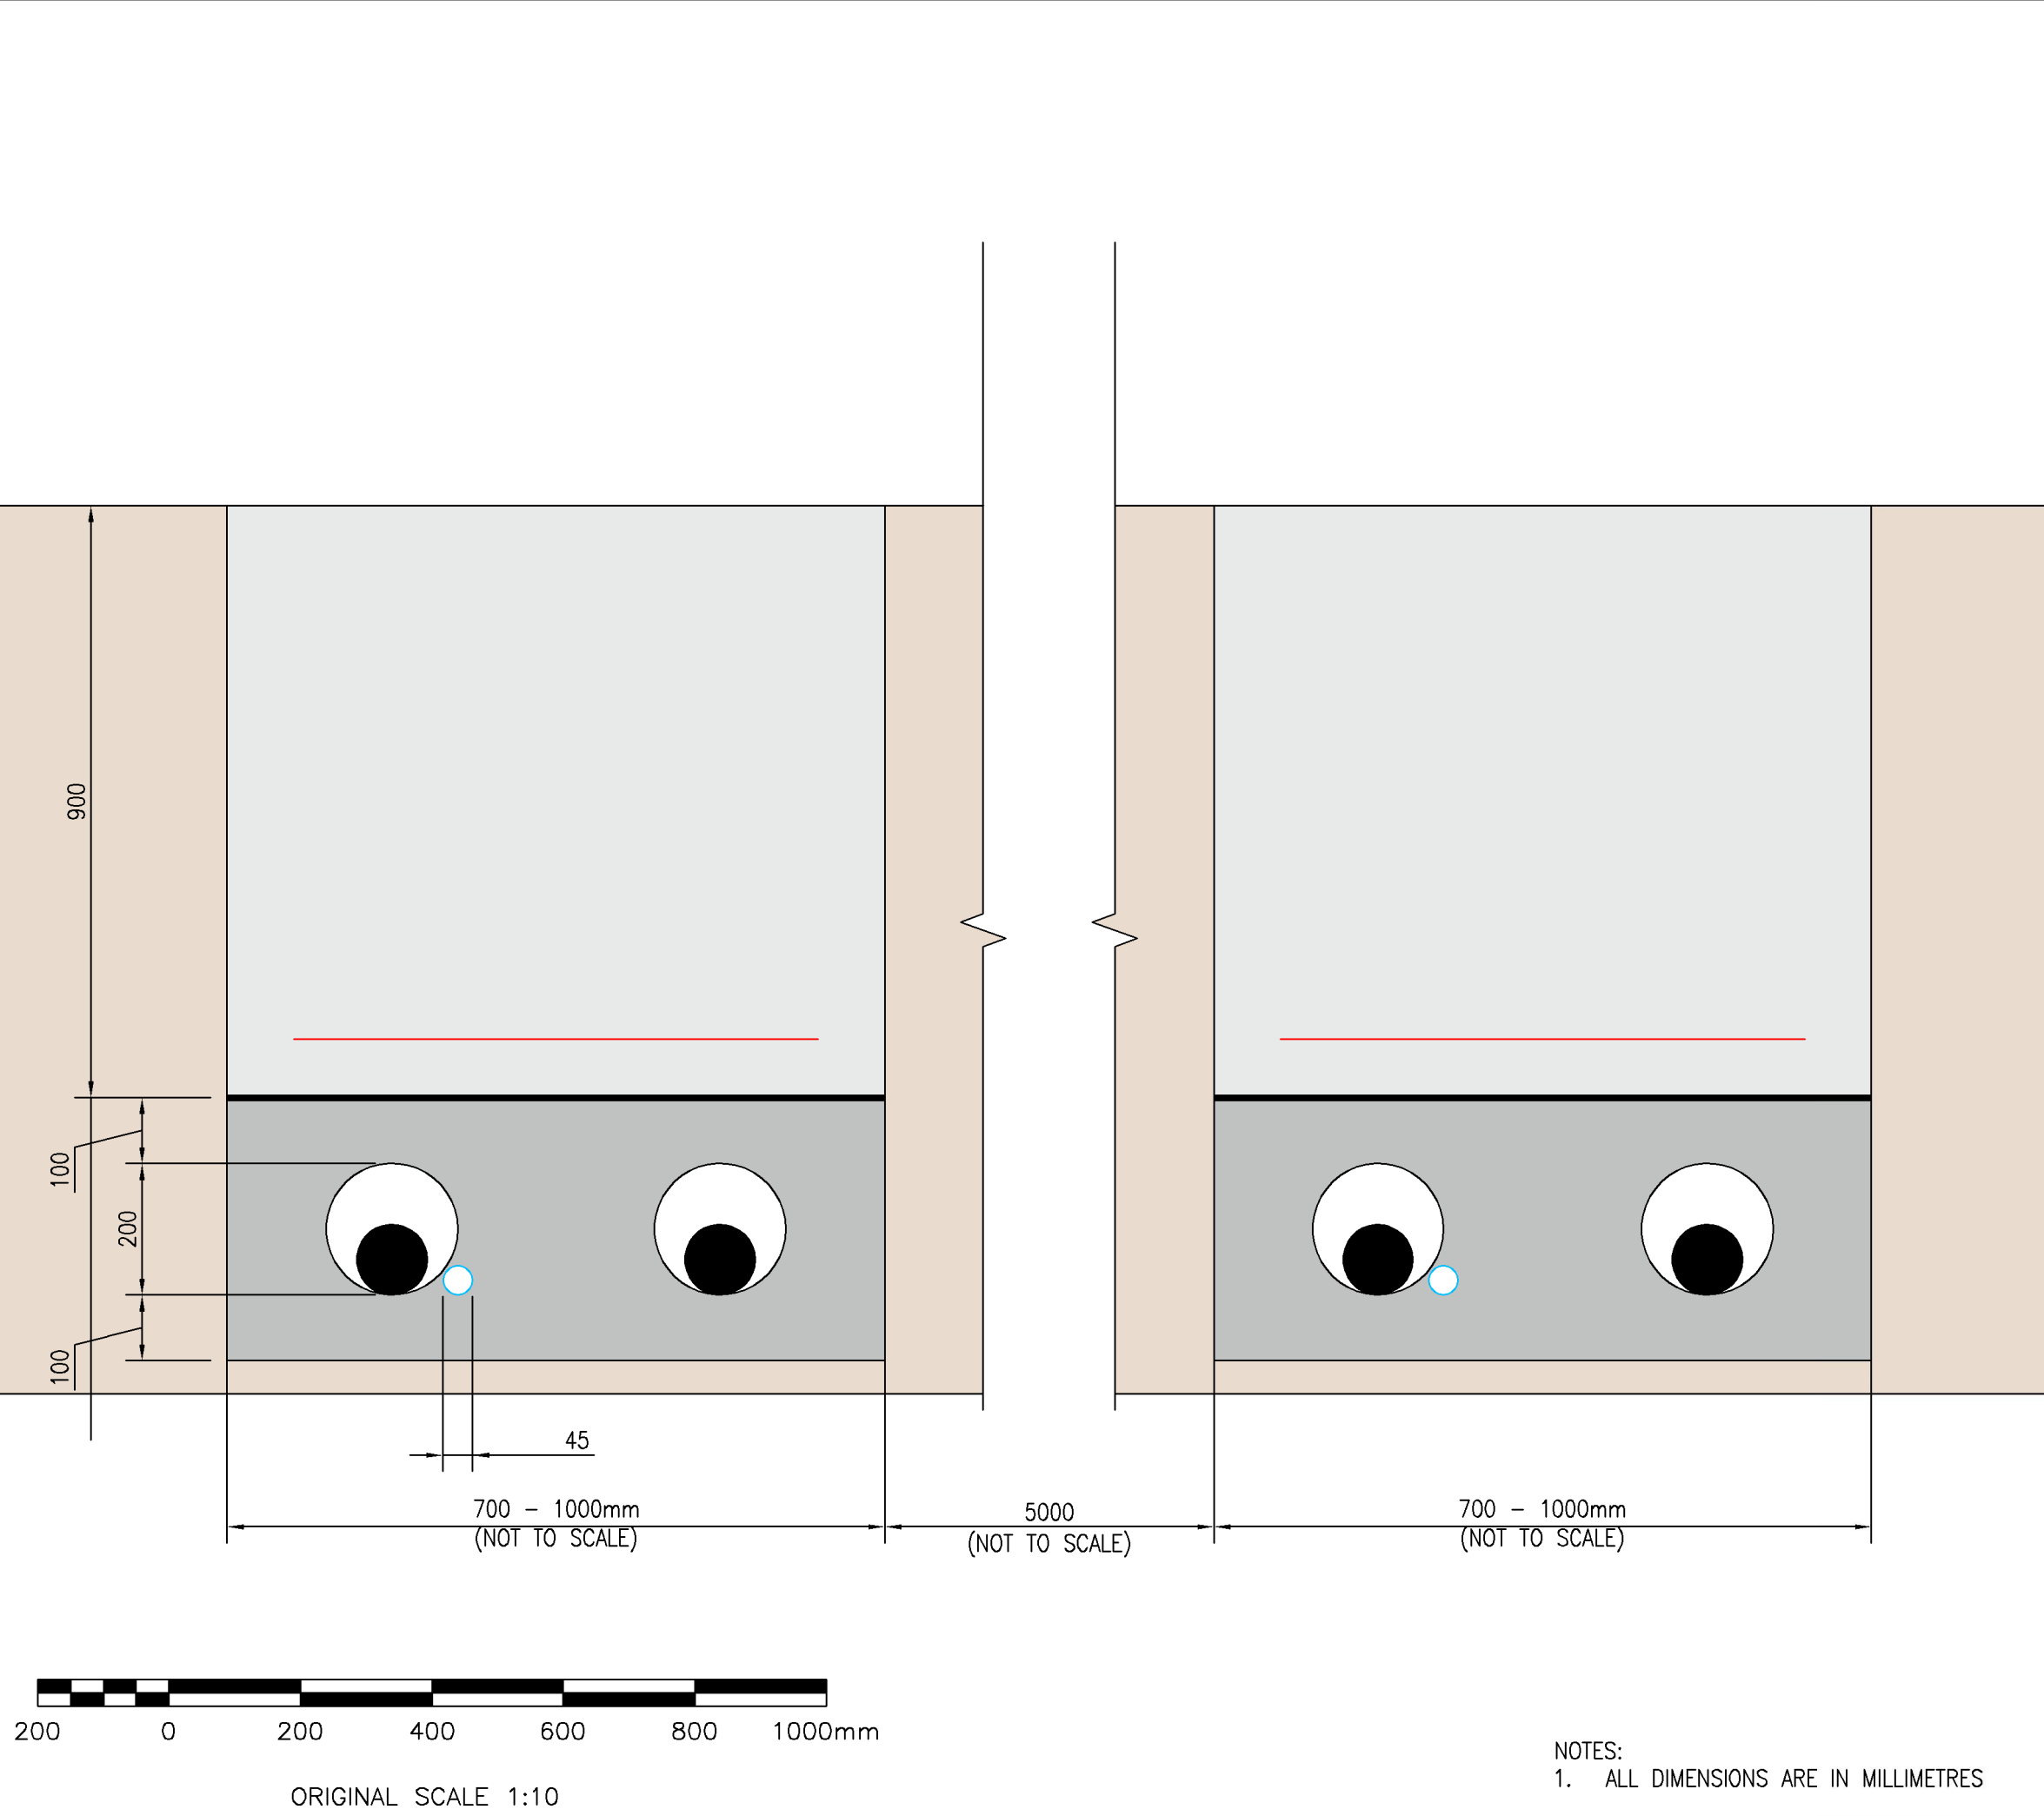 900
100
200
100
45
700 - 1000mm
(NOT TO SCALE)
5000
(NOT TO SCALE)
700 - 1000mm
(NOT TO SCALE)
200 0 200 400 600 800 1000mm
ORIGINAL SCALE 1:10
NOTES:
1. ALL DIMENSIONS ARE IN MILLIMETRES